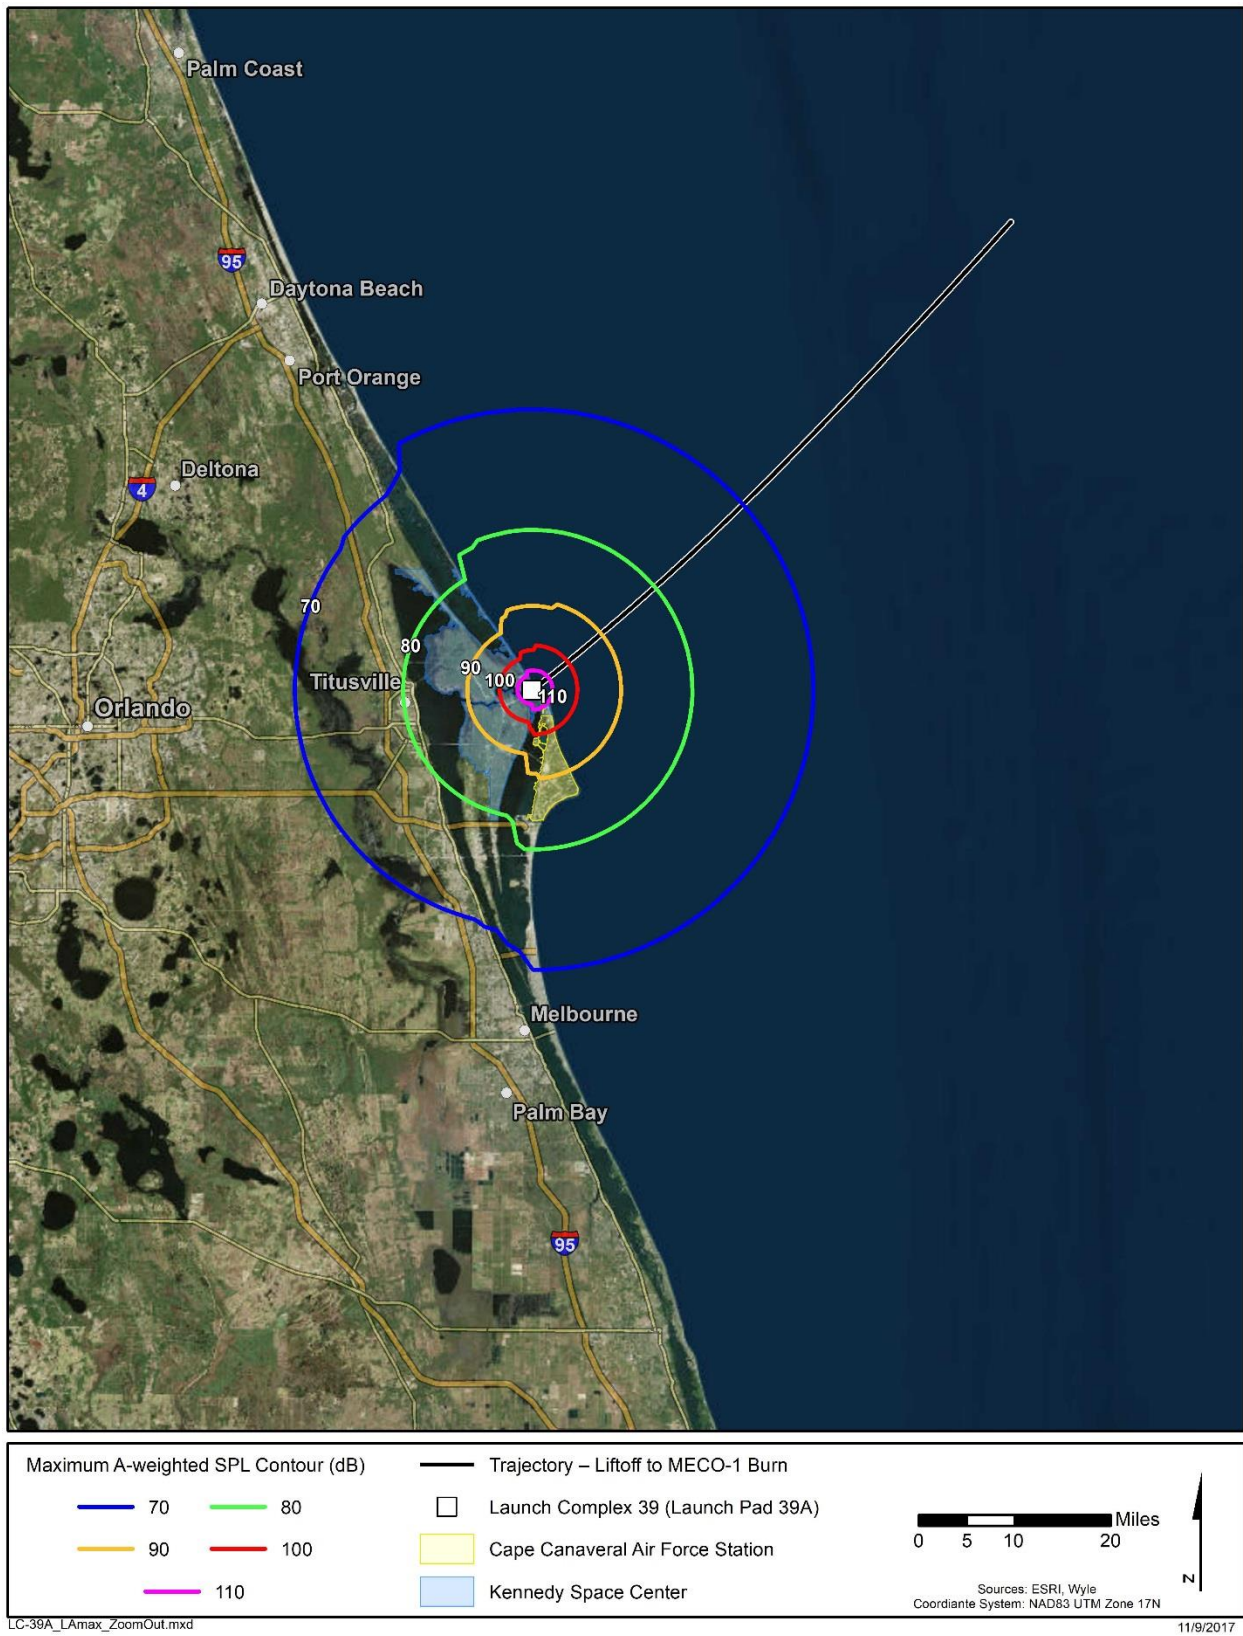 Palm Coast
95
Daytona Beach
Port Orange
Deltona
4
70
80
90
100
110
Titusville
Orlando
Melbourne
Palm Bay
95
Maximum A-weighted SPL Contour (dB)
70
80
90
100
110
Trajectory – Liftoff to MECO-1 Burn
Launch Complex 39 (Launch Pad 39A)
Cape Canaveral Air Force Station
Kennedy Space Center
Miles
0 5 10 20
N
Sources: ESRI, Wyle
Coordiante System: NAD83 UTM Zone 17N
LC-39A_LAmax_ZoomOut.mxd
11/9/2017